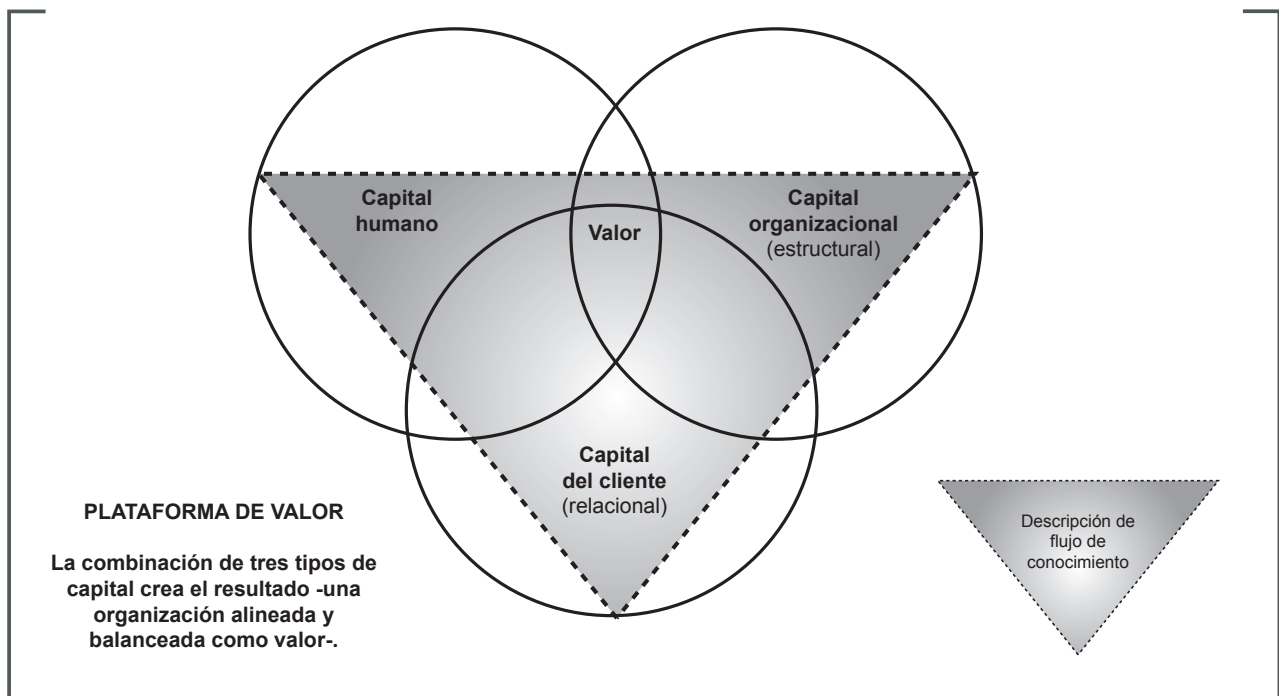 Capital
humano
Valor
Capital
organizacional
(estructural)
Capital
del cliente
(relacional)
PLATAFORMA DE VALOR
La combinación de tres tipos de
capital crea el resultado -una
organización alineada y
balanceada como valor-.
Descripción de
flujo de
conocimiento